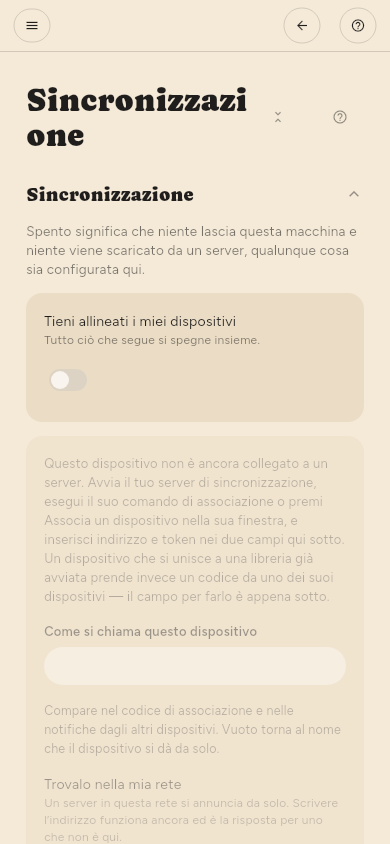 Sincronizzazi
one
Sincronizzazione
Spento significa che niente lascia questa macchina e
niente viene scaricato da un server, qualunque cosa
sia configurata qui.
Tieni allineati i miei dispositivi
Tutto ciò che segue si spegne insieme.
Questo dispositivo non è ancora collegato a un
server. Avvia il tuo server di sincronizzazione,
esegui il suo comando di associazione o premi
Associa un dispositivo nella sua finestra, e
inserisci indirizzo e token nei due campi qui sotto.
Un dispositivo che si unisce a una libreria già
avviata prende invece un codice da uno dei suoi
dispositivi — il campo per farlo è appena sotto.
Come si chiama questo dispositivo
Compare nel codice di associazione e nelle
notifiche dagli altri dispositivi. Vuoto torna al nome
che il dispositivo si dà da solo.
Trovalo nella mia rete
Un server in questa rete si annuncia da solo. Scrivere
l'indirizzo funziona ancora ed è la risposta per uno
che non è qui.